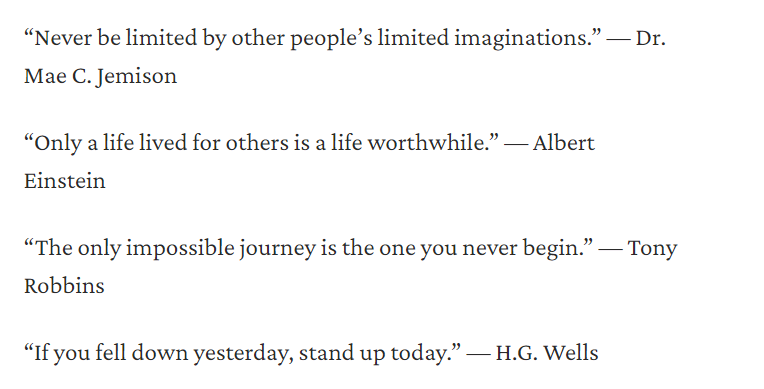 “Never be limited by other people’s limited imaginations.” — Dr.
Mae C. Jemison
“Only a life lived for others is a life worthwhile.” — Albert
Einstein
“The only impossible journey is the one you never begin.” — Tony
Robbins
“If you fell down yesterday, stand up today.” — H.G. Wells